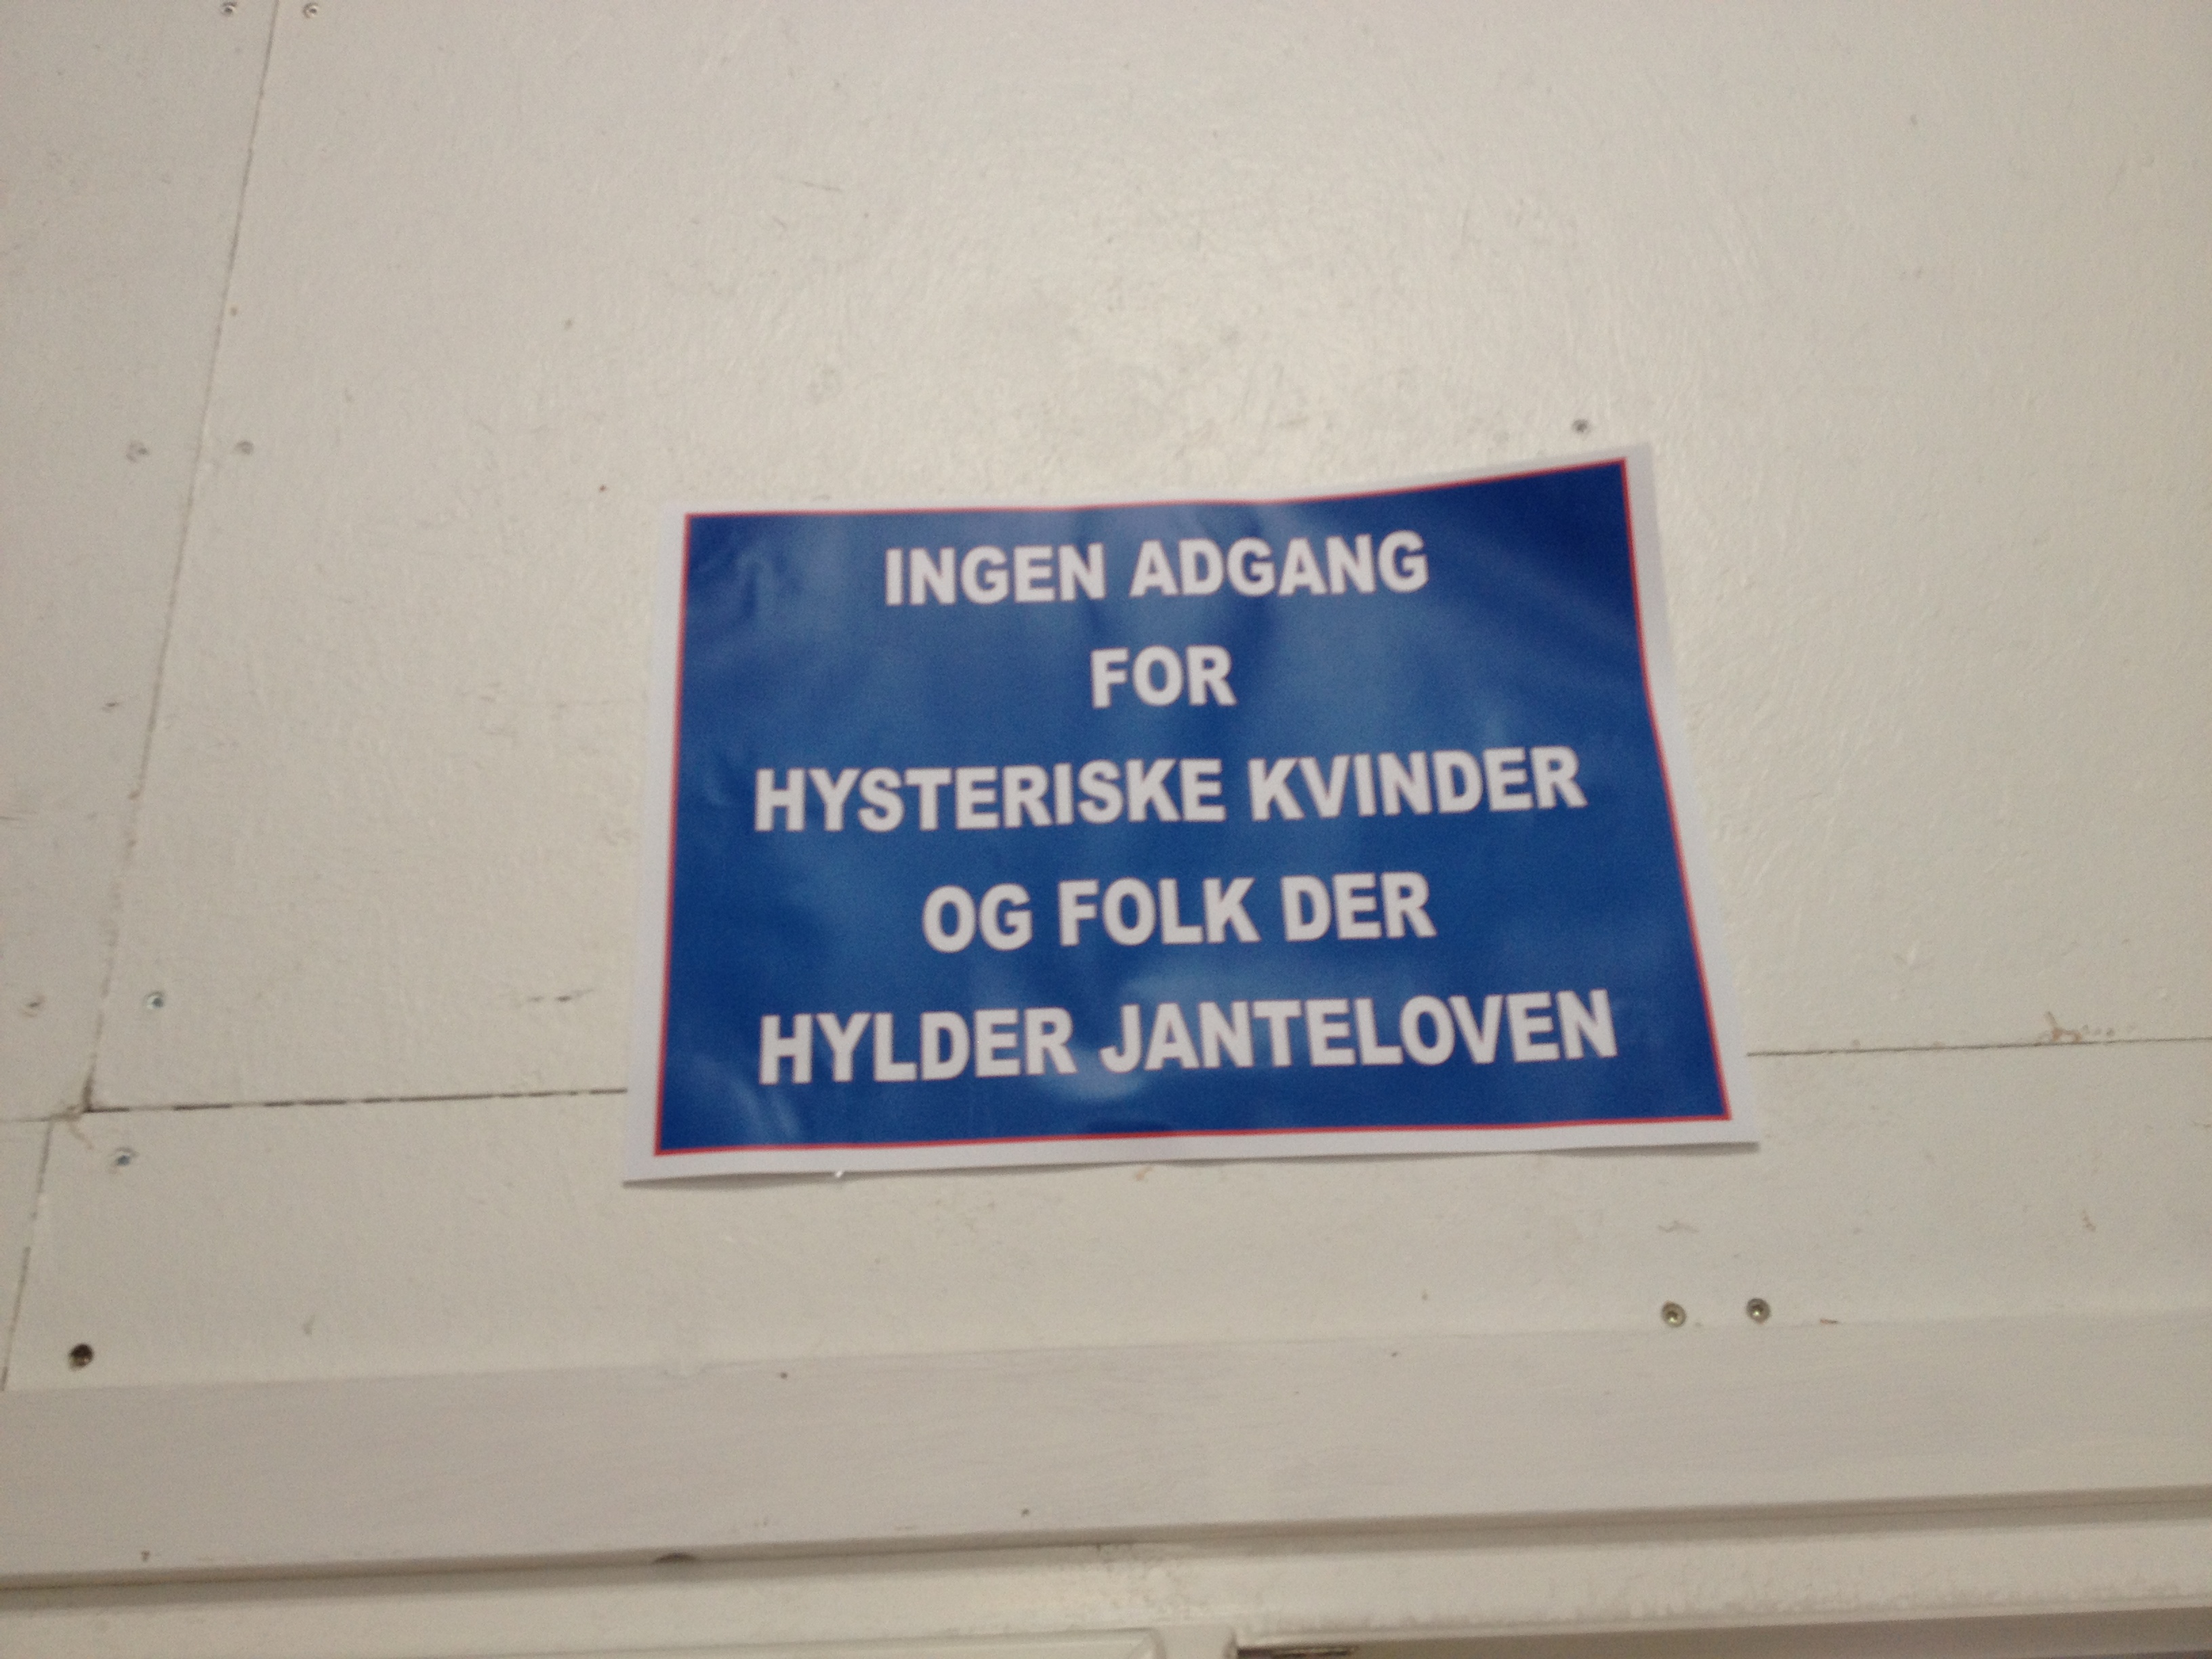 INGEN ADGANG
FOR
HYSTERISKE KVINDER
OG FOLK DER
HYLDER JANTELOVEN